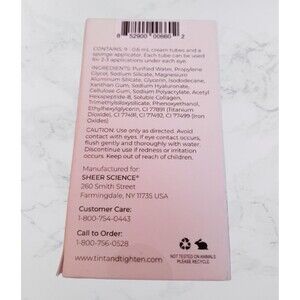 8 52900 00660 2
CONTAINS: 9 - 0.6 mL cream tubes and a
sponge applicator. Each tube can be used
for 2-3 applications under each eye.
INGREDIENTS: Purified Water, Propylene
Glycol, Sodium Silicate, Magnesium
Aluminum Silicate, Glycerin, Isododecane,
Xanthan Gum, Sodium Hyaluronate,
Cellulose Gum, Sodium Polyacrylate, Acetyl
Hexapeptide-8, Soluble Collagen,
Trimethylsiloxysilicate, Phenoxyethanol,
Ethylhexylglycerin, CI 77891 (Titanium
Dioxide), CI 77491, CI 77492, CI 77499 (Iron
Oxides)
CAUTION: Use only as directed. Avoid
contact with eyes. If eye contact occurs,
flush gently and thoroughly with water.
Discontinue use if redness or irritation
occurs. Keep out of reach of children.
Manufactured for:
SHEER SCIENCE®
260 Smith Street
Farmingdale, NY 11735 USA
Customer Care:
1-800-754-0443
Call to Order:
1-800-756-0528
www.tintandtighten.com
NOT TESTED ON ANIMALS
PLEASE RECYCLE